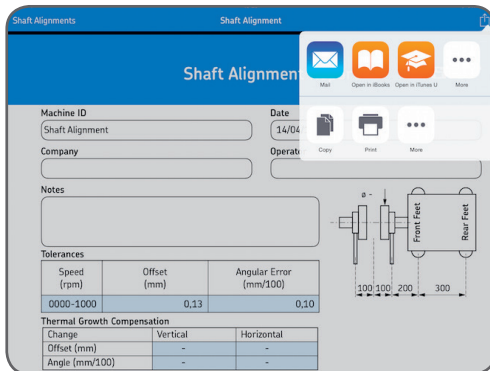 Shaft Alignments
Shaft Alignment
Shaft Alignmen
Mail
Open in iBooks
Open in iTunes U
More
Copy
Print
More
Machine ID
Date
Shaft Alignment
14/04
Company
Operato
Notes
ø -
Front Feet
Rear Feet
100 100 200 300
Tolerances
Speed (rpm) Offset (mm) Angular Error (mm/100)
0000-1000 0,13 0,10
Thermal Growth Compensation
Change Vertical Horizontal
Offset (mm) - -
Angle (mm/100) - -